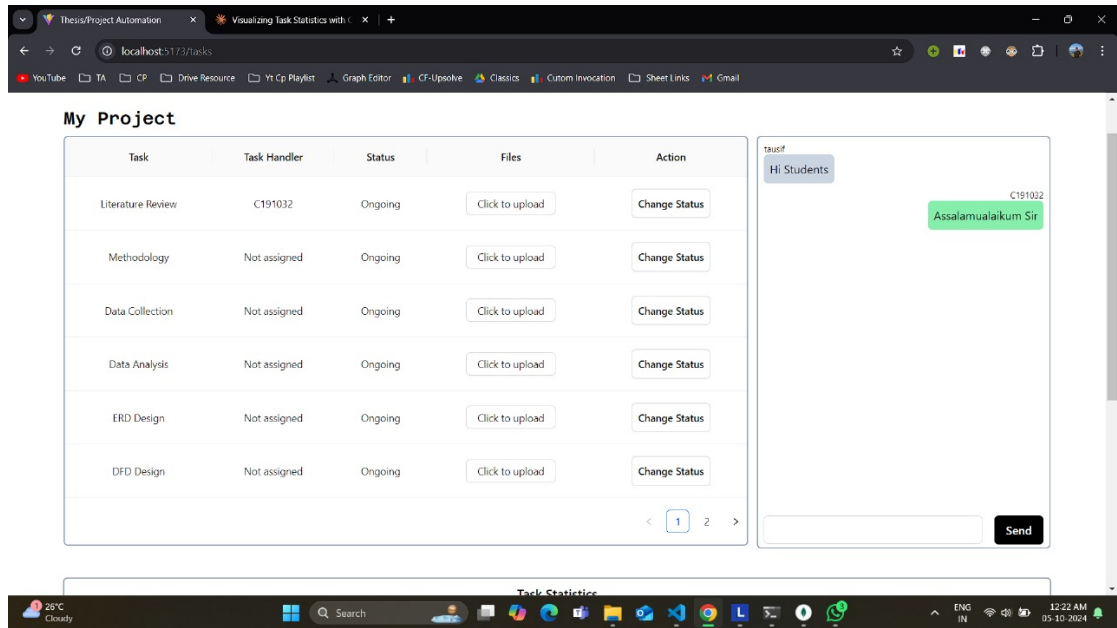 Thesis/Project Automation
Visualizing Task Statistics with C
localhost:5173/tasks
YouTube TA CP Drive Resource Yt Cp Playlist Graph Editor CF-Upsolve Classics Cutom Invocation Sheet Links Gmail
My Project
Task Task Handler Status Files Action
Literature Review C191032 Ongoing Click to upload Change Status
Methodology Not assigned Ongoing Click to upload Change Status
Data Collection Not assigned Ongoing Click to upload Change Status
Data Analysis Not assigned Ongoing Click to upload Change Status
ERD Design Not assigned Ongoing Click to upload Change Status
DFD Design Not assigned Ongoing Click to upload Change Status
< 1 2 >
tausif
Hi Students
C191032
Assalamualaikum Sir
Send
Task Statistics
1
26°C
Cloudy
Search
3
ENG
IN
12:22 AM
05-10-2024